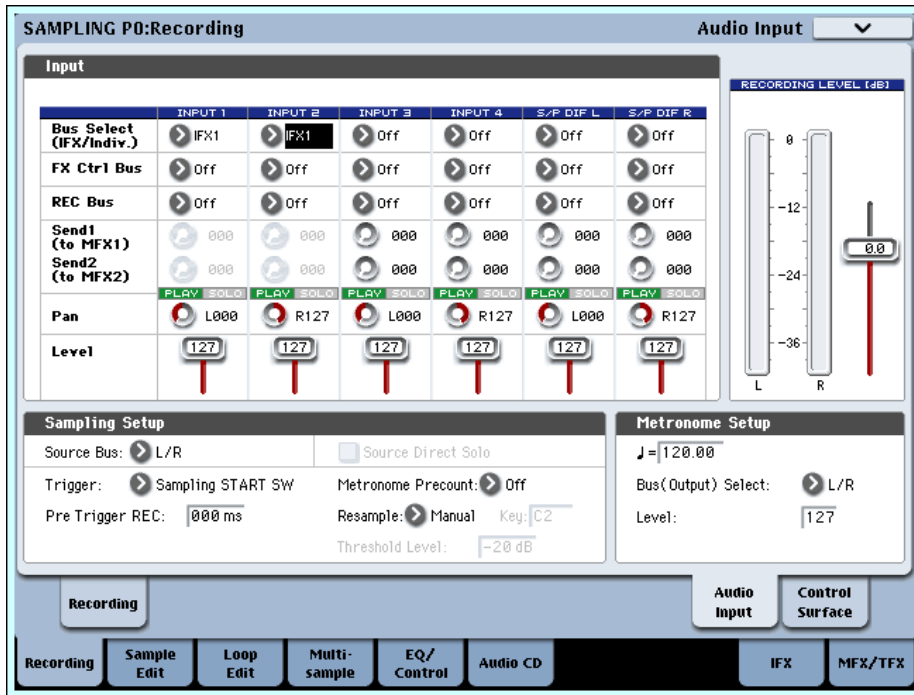 SAMPLING P0:Recording Audio Input
Input
RECORDING LEVEL [dB]
INPUT 1 INPUT 2 INPUT 3 INPUT 4 S/P DIF L S/P DIF R
Bus Select
(IFX/Indiv.) IFX1 IFX1 Off Off Off Off
FX Ctrl Bus Off Off Off Off Off Off
REC Bus Off Off Off Off Off Off
Send1
(to MFX1) 000 000 000 000 000 000
Send2
(to MFX2) 000 000 000 000 000 000
PLAY SOLO PLAY SOLO PLAY SOLO PLAY SOLO PLAY SOLO PLAY SOLO
Pan L000 R127 L000 R127 L000 R127
Level 127 127 127 127 127 127
0
-12
-24
-36
0.0
L R
Sampling Setup
Source Bus: L/R Source Direct Solo
Trigger: Sampling START SW Metronome Precount: Off
Pre Trigger REC: 000 ms Resample: Manual Key: C2
Threshold Level: -20 dB
Metronome Setup
♩= 120.00
Bus(Output) Select: L/R
Level: 127
Recording
Audio
Input
Control
Surface
Recording
Sample
Edit
Loop
Edit
Multi-
sample
EQ/
Control
Audio CD
IFX
MFX/TFX